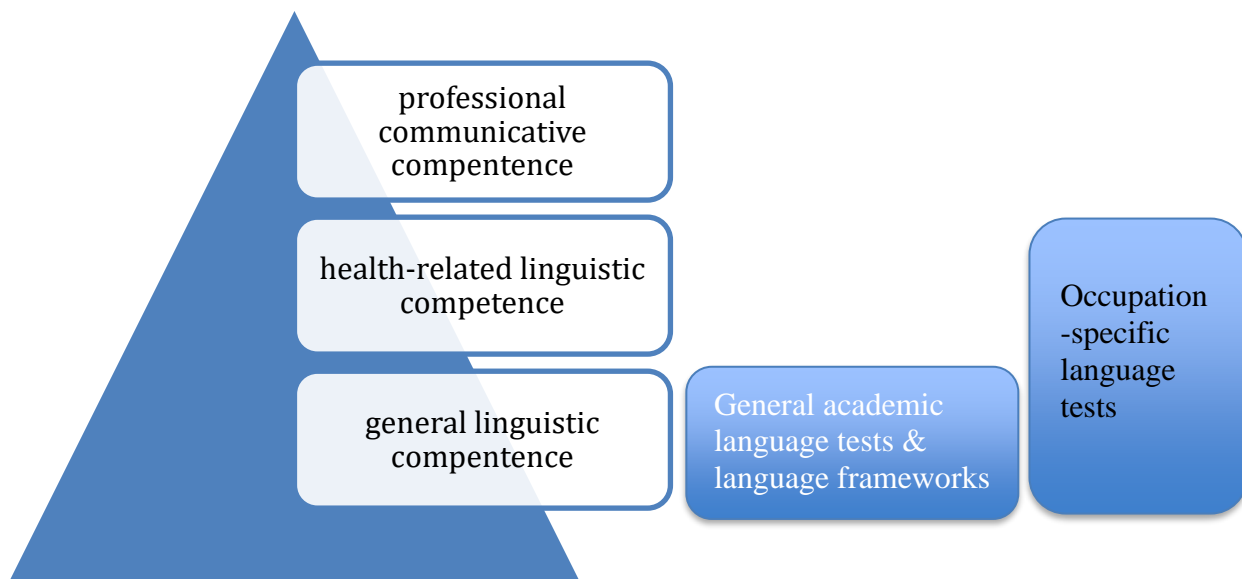 professional
communicative
compentence
health-related linguistic
competence
general linguistic
compentence
General academic
language tests &
language frameworks
Occupation
-specific
language
tests